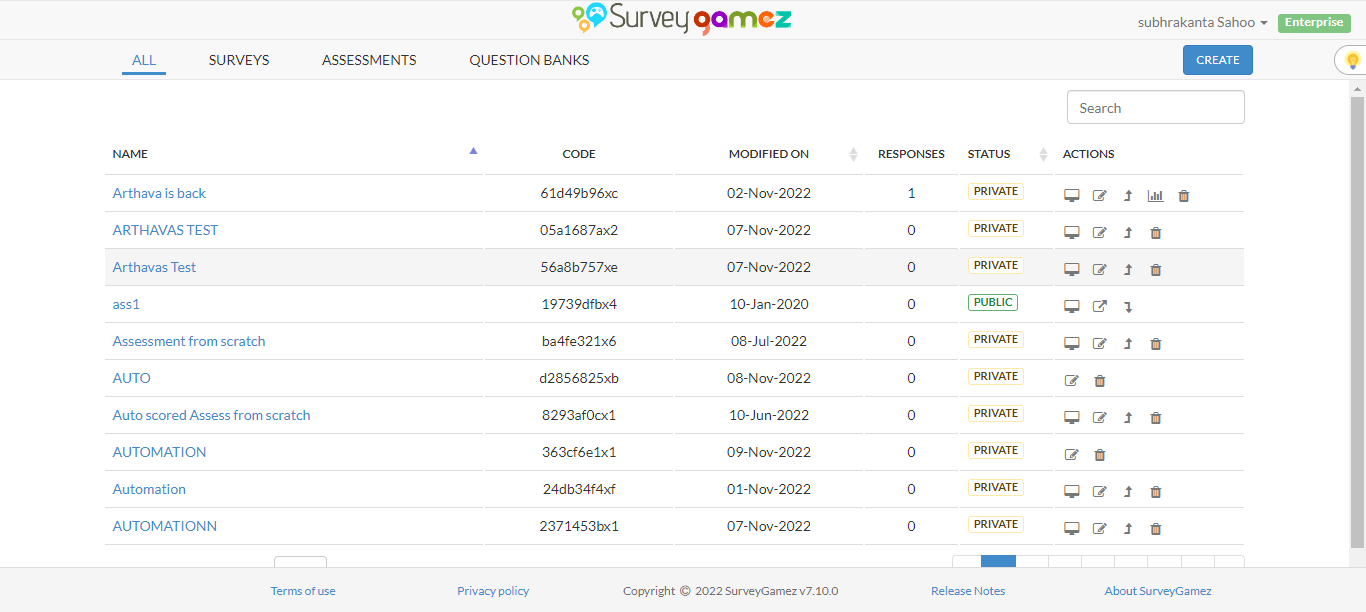 Survey gamez
subhrakanta Sahoo Enterprise
ALL SURVEYS ASSESSMENTS QUESTION BANKS CREATE
Search
NAME CODE MODIFIED ON RESPONSES STATUS ACTIONS
Arthava is back 61d49b96xc 02-Nov-2022 1 PRIVATE
ARTHAVAS TEST 05a1687ax2 07-Nov-2022 0 PRIVATE
Arthavas Test 56a8b757xe 07-Nov-2022 0 PRIVATE
ass1 19739dfbx4 10-Jan-2020 0 PUBLIC
Assessment from scratch ba4fe321x6 08-Jul-2022 0 PRIVATE
AUTO d2856825xb 08-Nov-2022 0 PRIVATE
Auto scored Assess from scratch 8293af0cx1 10-Jun-2022 0 PRIVATE
AUTOMATION 363cf6e1x1 09-Nov-2022 0 PRIVATE
Automation 24db34f4xf 01-Nov-2022 0 PRIVATE
AUTOMATIONN 2371453bx1 07-Nov-2022 0 PRIVATE
Terms of use Privacy policy Copyright © 2022 SurveyGamez v7.10.0 Release Notes About SurveyGamez